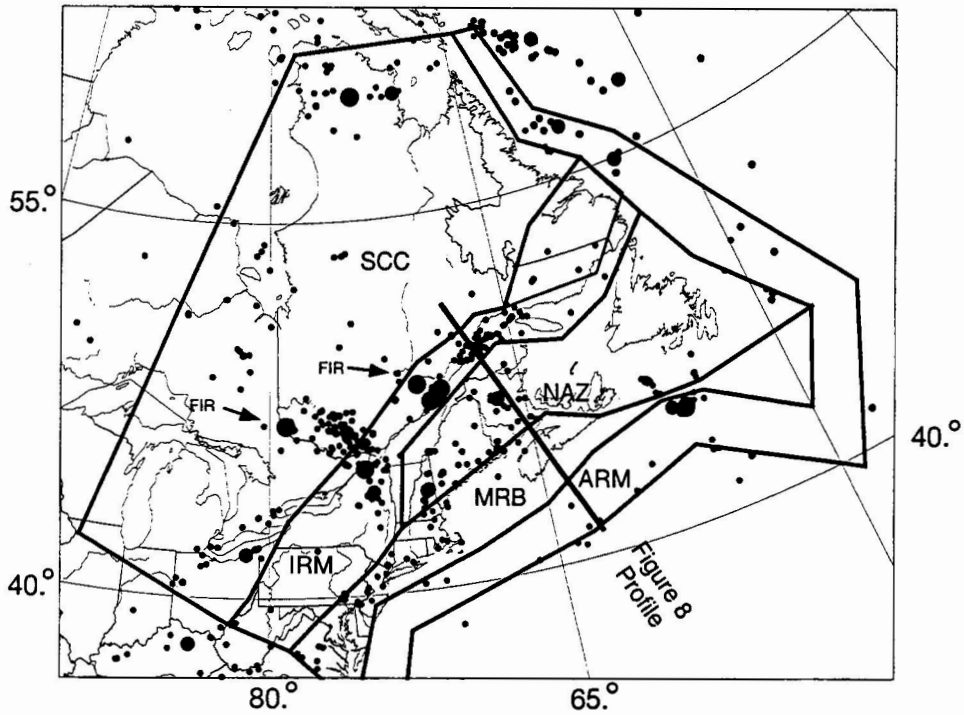 55.°
SCC
FIR
FIR
NAZ
40.°
MRB
ARM
IRM
40.°
Figure 8
Profile
80.°
65.°